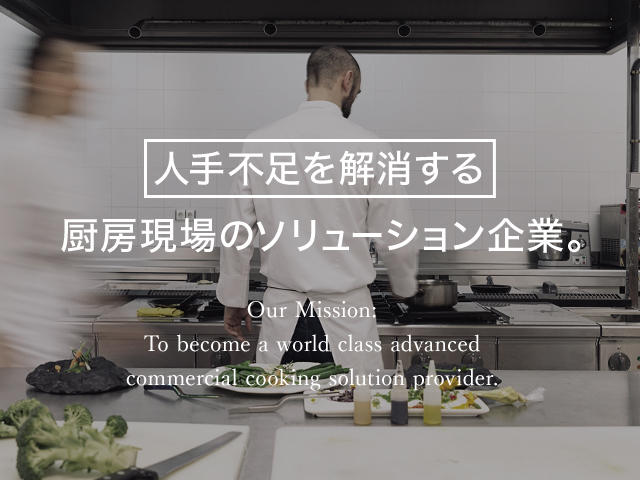 人手不足を解消する
厨房現場のソリューション企業。
Our Mission:
To become a world class advanced
commercial cooking solution provider.